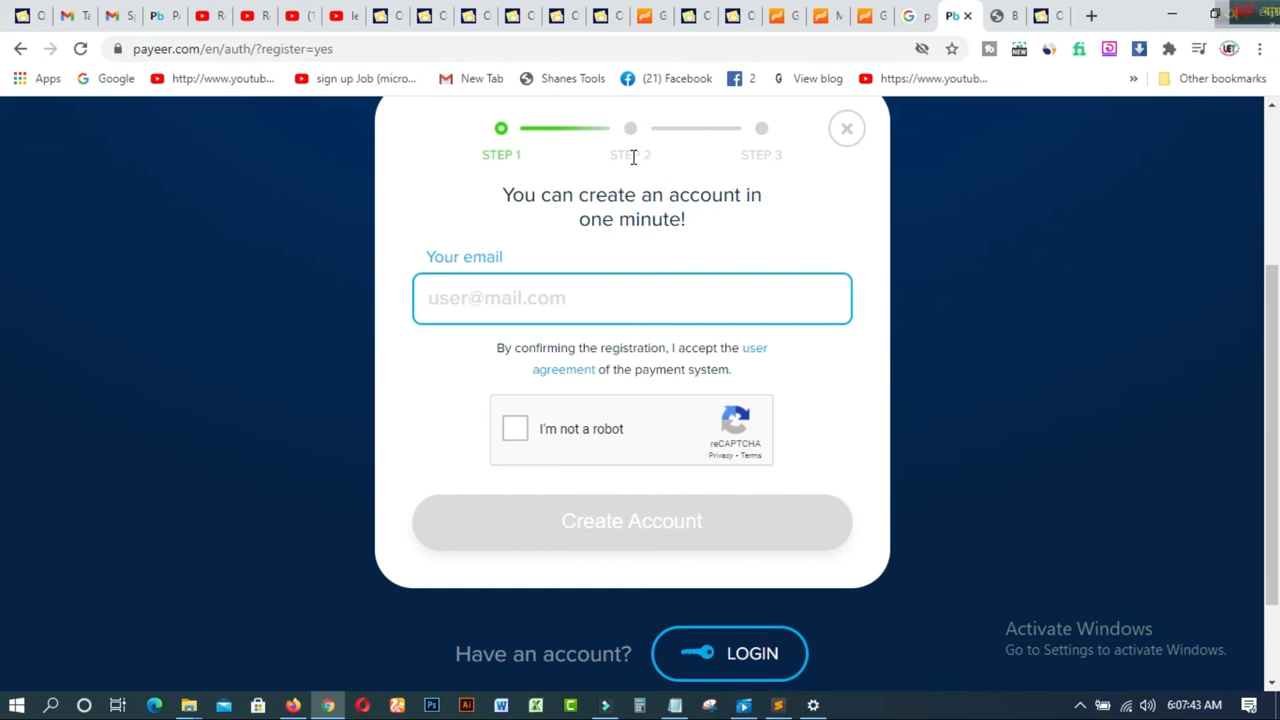 payeer.com/en/auth/?register=yes
Apps Google http://www.youtub... sign up Job (micro... New Tab Shanes Tools (21) Facebook 2 View blog https://www.youtub... » Other bookmarks
STEP 1 STEP 2 STEP 3
You can create an account in
one minute!
Your email
user@mail.com
By confirming the registration, I accept the user
agreement of the payment system.
I'm not a robot
reCAPTCHA
Privacy - Terms
Create Account
Have an account? LOGIN
Activate Windows
Go to Settings to activate Windows.
6:07:43 AM